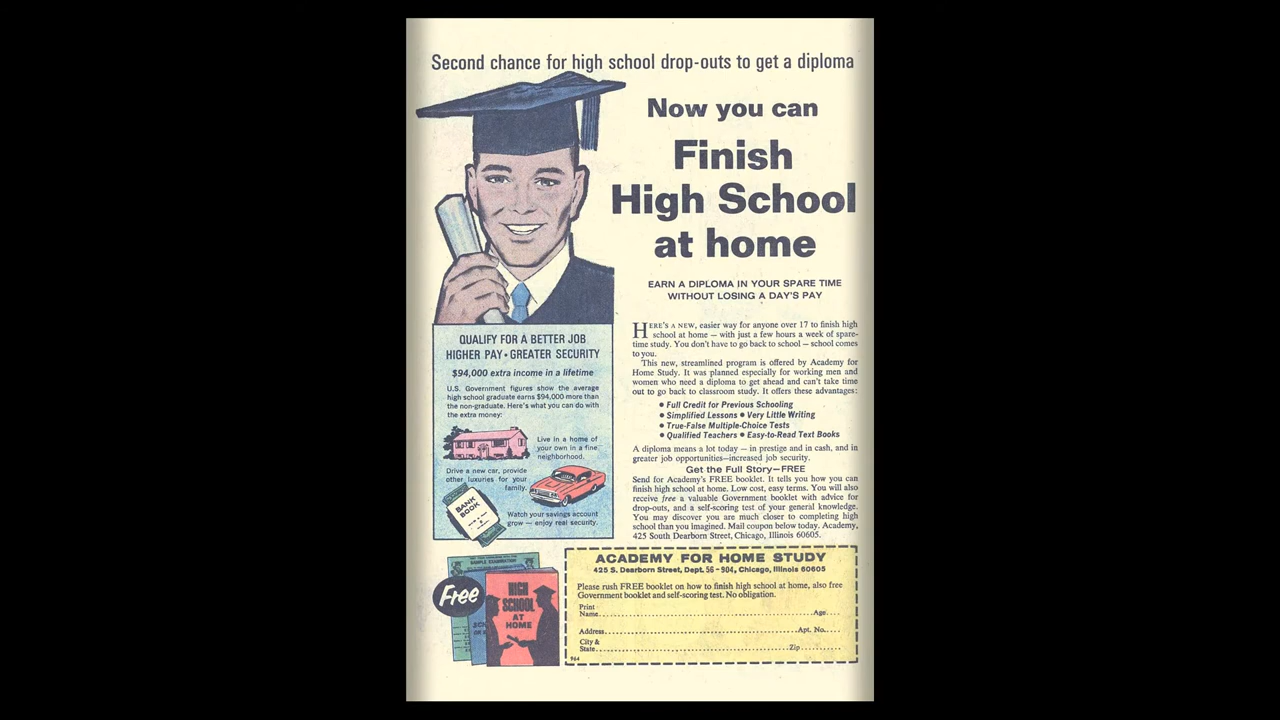 Second chance for high school drop-outs to get a diploma
Now you can
Finish
High School
at home
EARN A DIPLOMA IN YOUR SPARE TIME
WITHOUT LOSING A DAY'S PAY
QUALIFY FOR A BETTER JOB
HIGHER PAY • GREATER SECURITY
$94,000 extra income in a lifetime
U.S. Government figures show the average
high school graduate earns $94,000 more than
the non-graduate. Here's what you can do with
the extra money:
Live in a home of
your own in a fine
neighborhood.
Drive a new car, provide
other luxuries for your
family.
BANK
BOOK
Watch your savings account
grow — enjoy real security.
HERE'S A NEW, easier way for anyone over 17 to finish high
school at home — with just a few hours a week of spare-
time study. You don't have to go back to school — school comes
to you.
This new, streamlined program is offered by Academy for
Home Study. It was planned especially for working men and
women who need a diploma to get ahead and can't take time
out to go back to classroom study. It offers these advantages:
• Full Credit for Previous Schooling
• Simplified Lessons • Very Little Writing
• True-False Multiple-Choice Tests
• Qualified Teachers • Easy-to-Read Text Books
A diploma means a lot today — in prestige and in cash, and in
greater job opportunities—increased job security.
Get the Full Story—FREE
Send for Academy's FREE booklet. It tells you how you can
finish high school at home. Low cost, easy terms. You will also
receive free a valuable Government booklet with advice for
drop-outs, and a self-scoring test of your general knowledge.
You may discover you are much closer to completing high
school than you imagined. Mail coupon below today. Academy,
425 South Dearborn Street, Chicago, Illinois 60605.
SAMPLE EXAMINATION
Free
HIGH
SCHOOL
AT
HOME
ACADEMY FOR HOME STUDY
425 S. Dearborn Street, Dept. 56-904, Chicago, Illinois 60605
Please rush FREE booklet on how to finish high school at home, also free
Government booklet and self-scoring test. No obligation.
Print
Name Age
Address Apt. No.
City &
State Zip
964